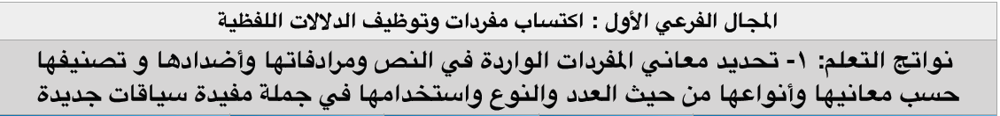 المجال الفرعي الأول : اكتساب مفردات وتوظيف الدلالات اللفظية
نواتج التعلم: ١- تحديد معاني المفردات الواردة في النص ومرادفاتها وأضدادها و تصنيفها
حسب معانيها وأنواعها من حيث العدد والنوع واستخدامها في جملة مفيدة سياقات جديدة